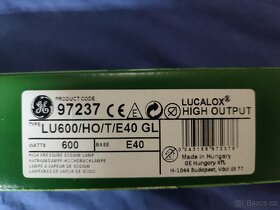 PRODUCT CODE
97237
LUCALOX®
HIGH OUTPUT
TYPE
LU600/HO/T/E40 GL
WATTS
600
BASE
E40
HIGH PRESSURE SODIUM LAMP
Made in Hungary
GE Hungary Kft
H-1044 Budapest, Váci út 77
bazoš.cz